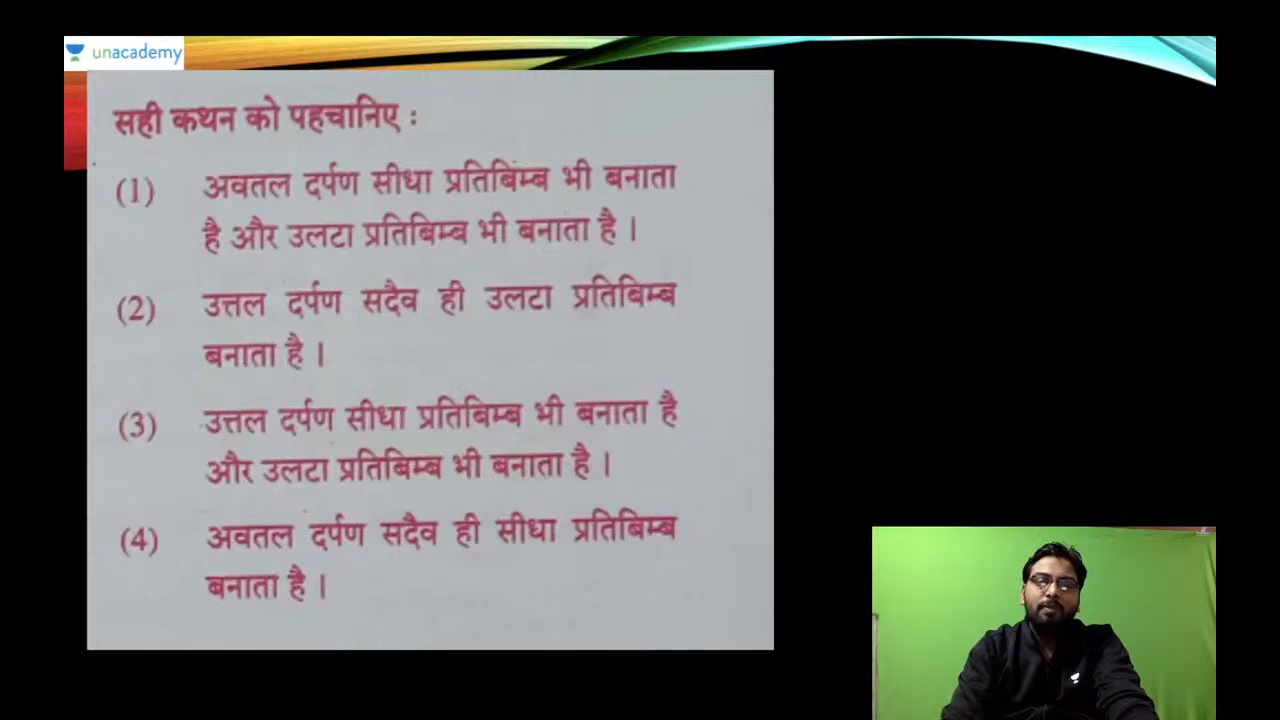 unacademy
सही कथन को पहचानिए :
(1) अवतल दर्पण सीधा प्रतिबिम्ब भी बनाता
है और उलटा प्रतिबिम्ब भी बनाता है ।
(2) उत्तल दर्पण सदैव ही उलटा प्रतिबिम्ब
बनाता है ।
(3) उत्तल दर्पण सीधा प्रतिबिम्ब भी बनाता है
और उलटा प्रतिबिम्ब भी बनाता है ।
(4) अवतल दर्पण सदैव ही सीधा प्रतिबिम्ब
बनाता है ।